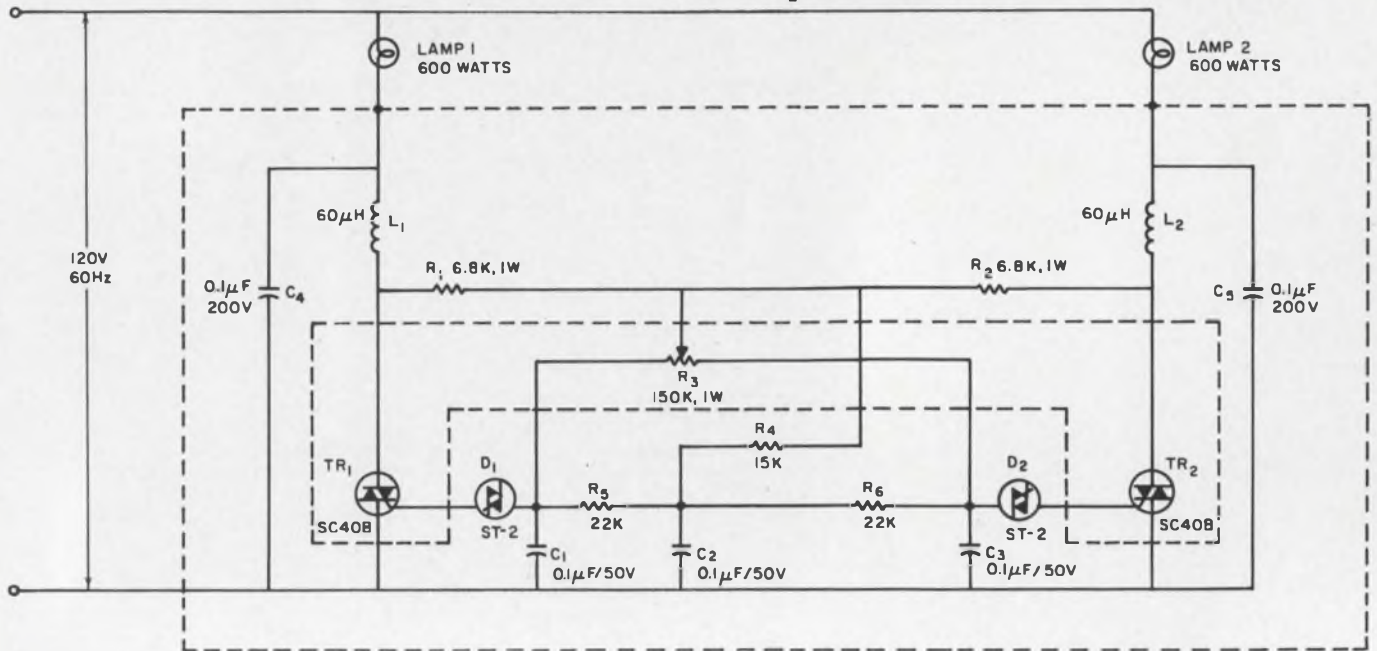 LAMP 1
600 WATTS
LAMP 2
600 WATTS
120V
60Hz
60μH
L1
60μH
L2
R1 6.8K, 1W
R2 6.8K, 1W
0.1μF
200V
C4
C5
0.1μF
200V
R3
150K, 1W
R4
15K
TR1
SC40B
D1
ST-2
R5
22K
R6
22K
D2
ST-2
TR2
SC40B
C1
0.1μF/50V
C2
0.1μF/50V
C3
0.1μF/50V